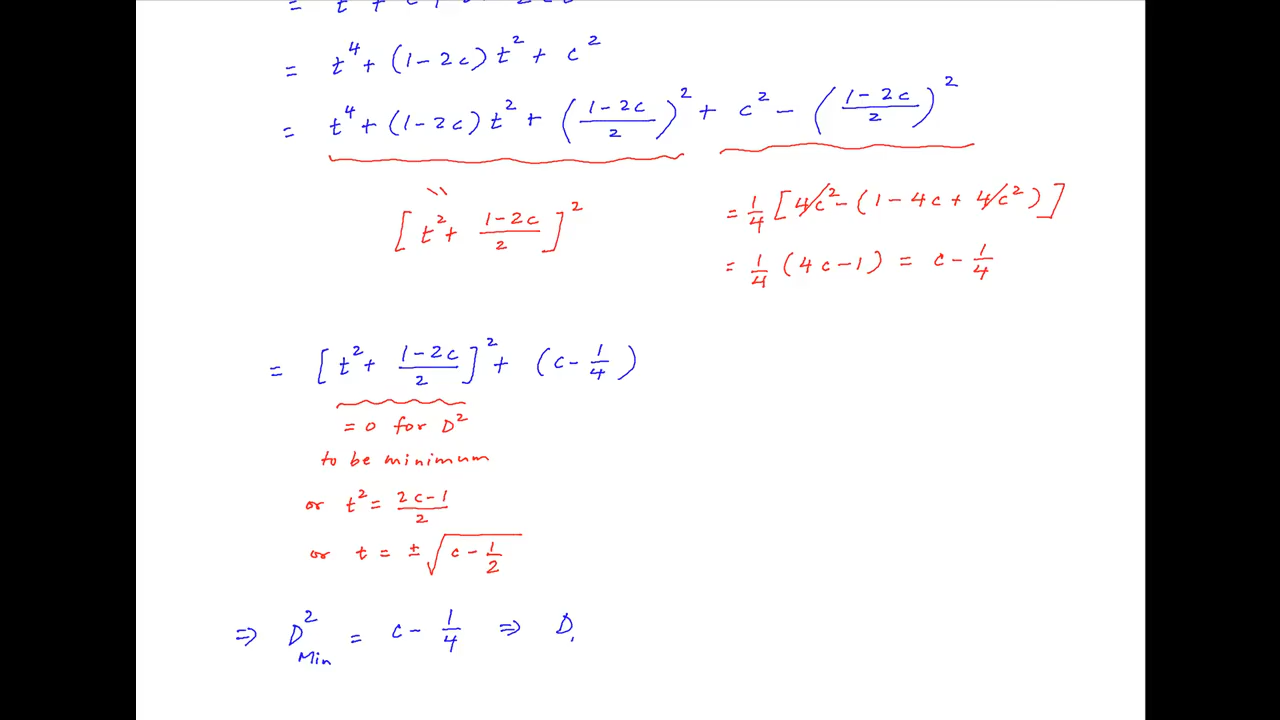 = t⁴ + (1-2c) t² + c²
= t⁴ + (1-2c) t² + ((1-2c)/2)² + c² - ((1-2c)/2)²
[t² + (1-2c)/2]²
= 1/4 [4c² - (1-4c+4c²)]
= 1/4 (4c-1) = c - 1/4
= [t² + (1-2c)/2]² + (c - 1/4)
= 0 for D²
to be minimum
or t² = (2c-1)/2
or t = ±√(c - 1/2)
⇒ D²Min = c - 1/4 ⇒ D